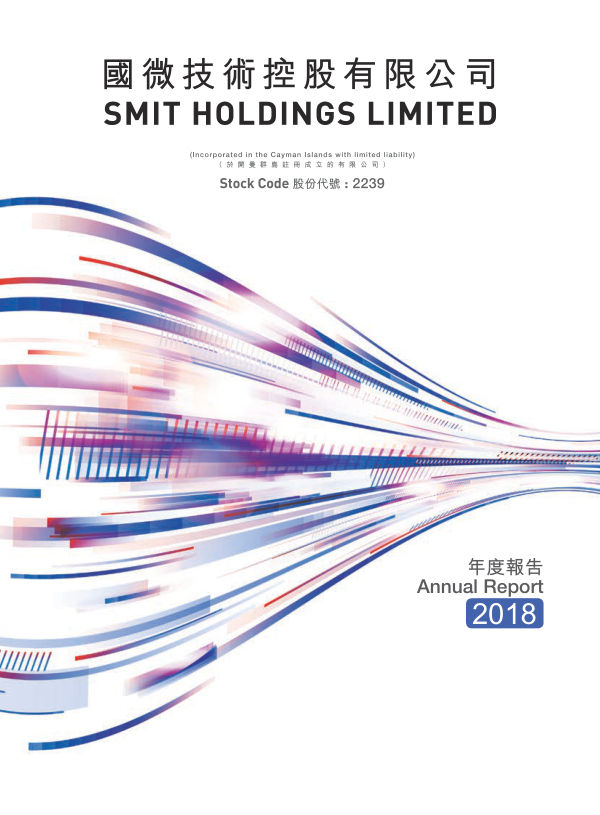 國微技術控股有限公司
SMIT HOLDINGS LIMITED
(Incorporated in the Cayman Islands with limited liability)
(於開曼群島註冊成立的有限公司)
Stock Code 股份代號 : 2239
年度報告
Annual Report
2018